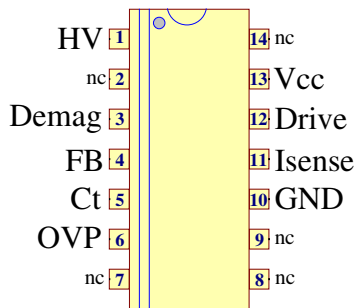 HV 1 14 nc
nc 2 13 Vcc
Demag 3 12 Drive
FB 4 11 Isense
Ct 5 10 GND
OVP 6 9 nc
nc 7 8 nc